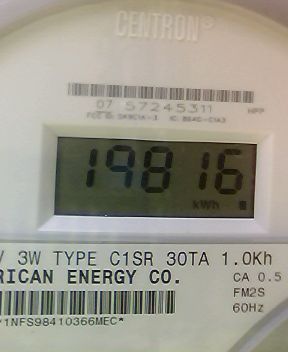 CENTRON®
07 57245311
19816
kWh
V 3W TYPE C1SR 30TA 1.0Kh
RICAN ENERGY CO.
CA 0.5
FM2S
60Hz
*1NFS98410366MEC*